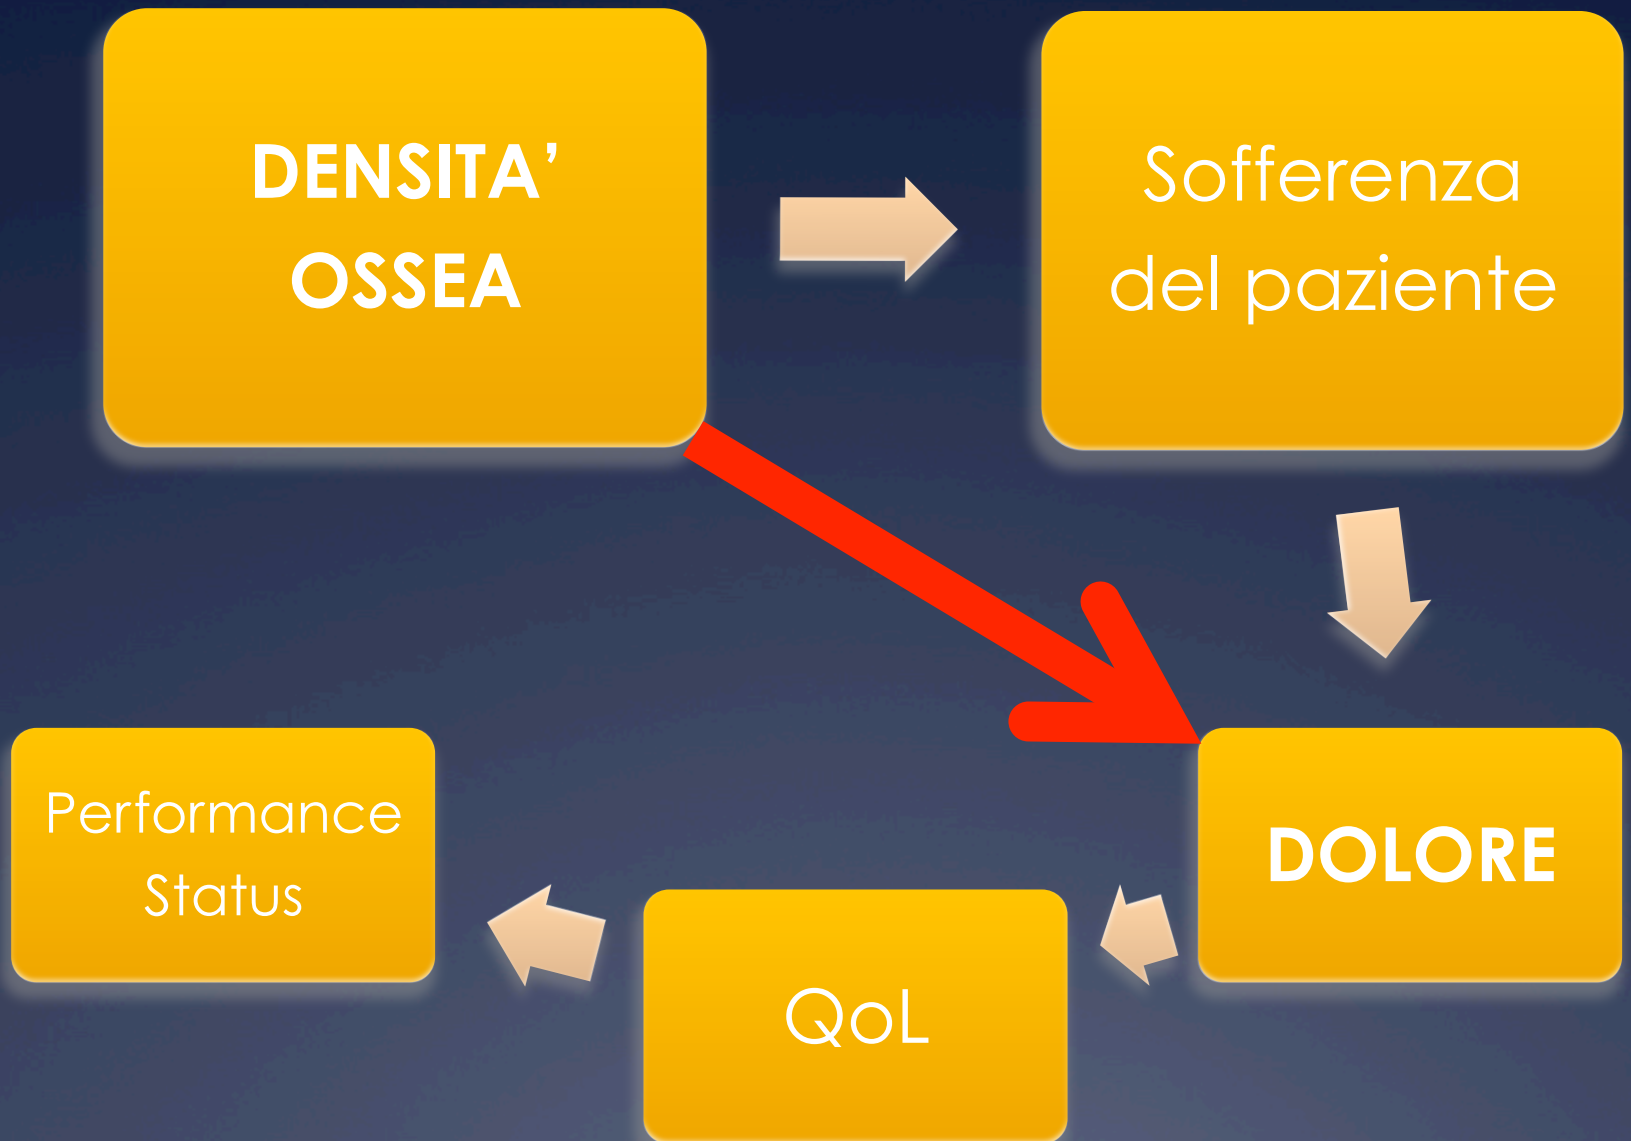 DENSITA’
OSSEA
Sofferenza
del paziente
DOLORE
QoL
Performance
Status